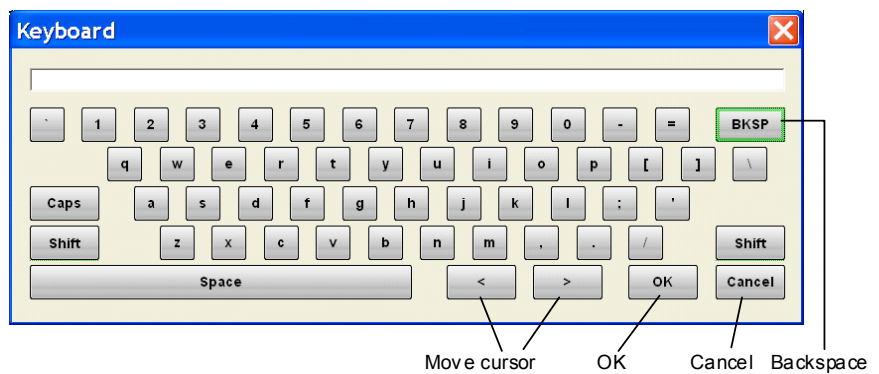 Keyboard
` 1 2 3 4 5 6 7 8 9 0 - = BKSP
q w e r t y u i o p [ ] \
Caps a s d f g h j k l ; '
Shift z x c v b n m , . / Shift
Space < > OK Cancel
Move cursor OK Cancel Backspace